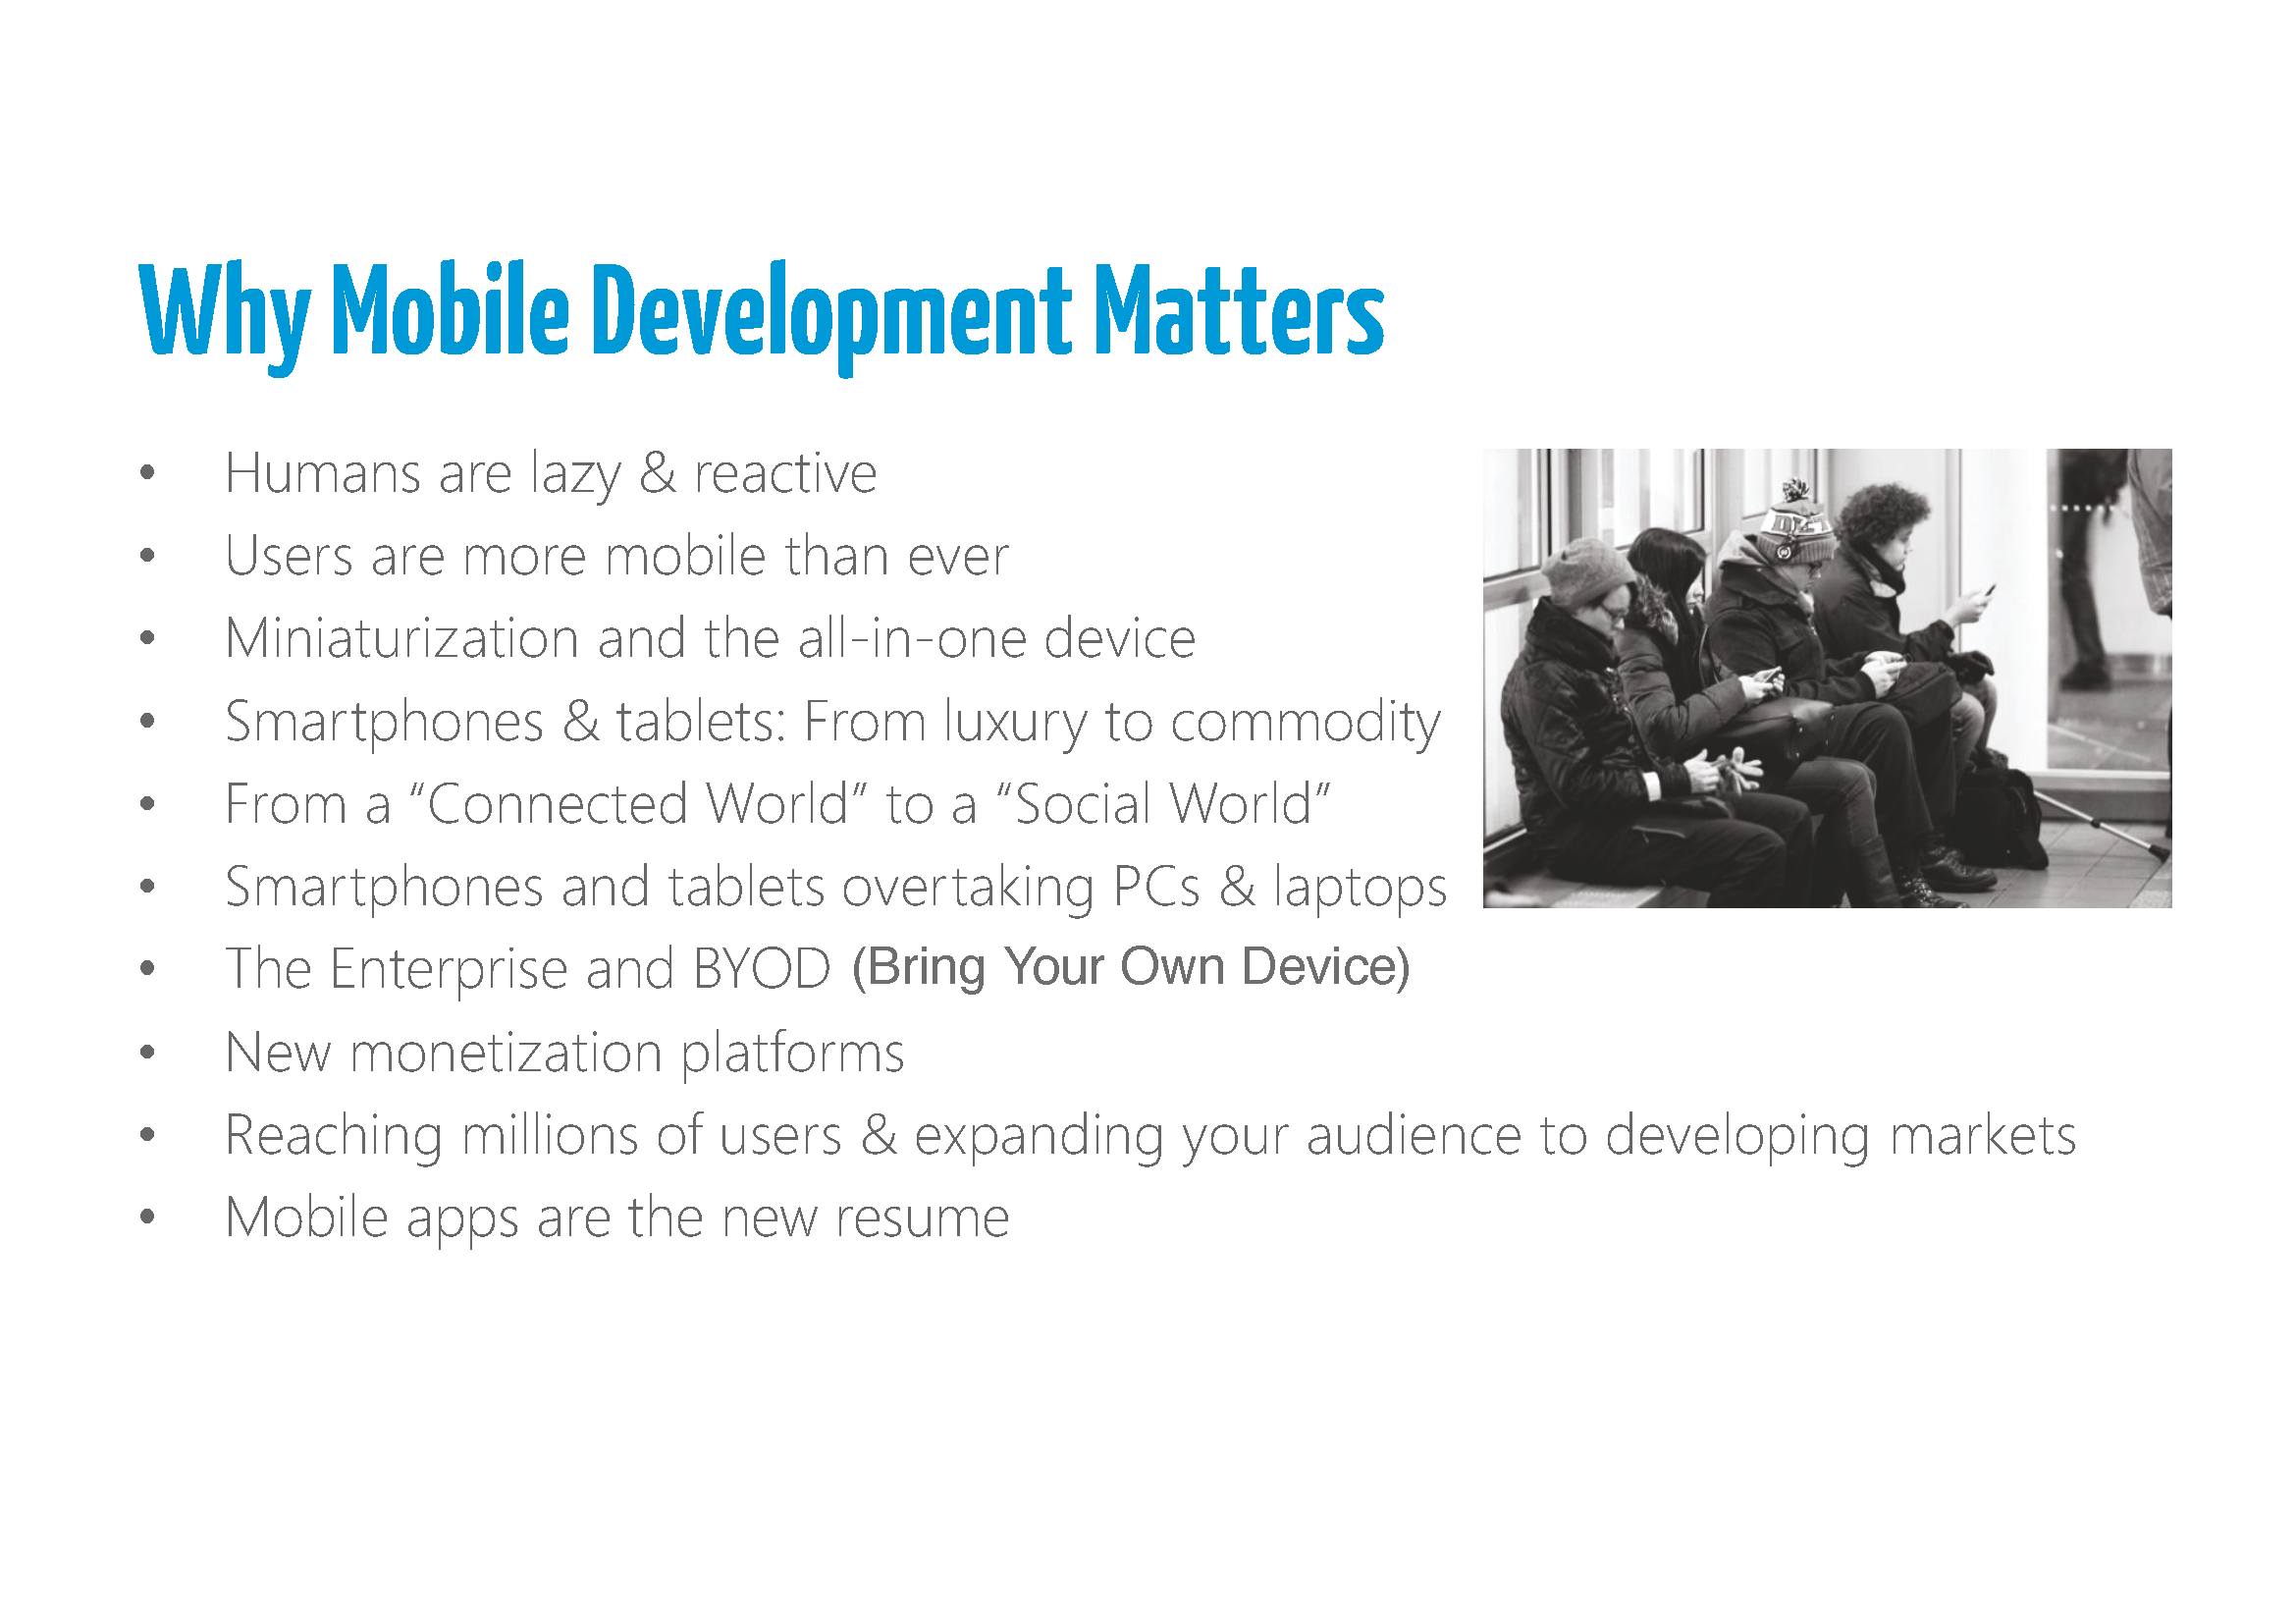 Why Mobile Development Matters
• Humans are lazy & reactive
• Users are more mobile than ever
• Miniaturization and the all-in-one device
• Smartphones & tablets: From luxury to commodity
• From a “Connected World” to a “Social World”
• Smartphones and tablets overtaking PCs & laptops
• The Enterprise and BYOD (Bring Your Own Device)
• New monetization platforms
• Reaching millions of users & expanding your audience to developing markets
• Mobile apps are the new resume